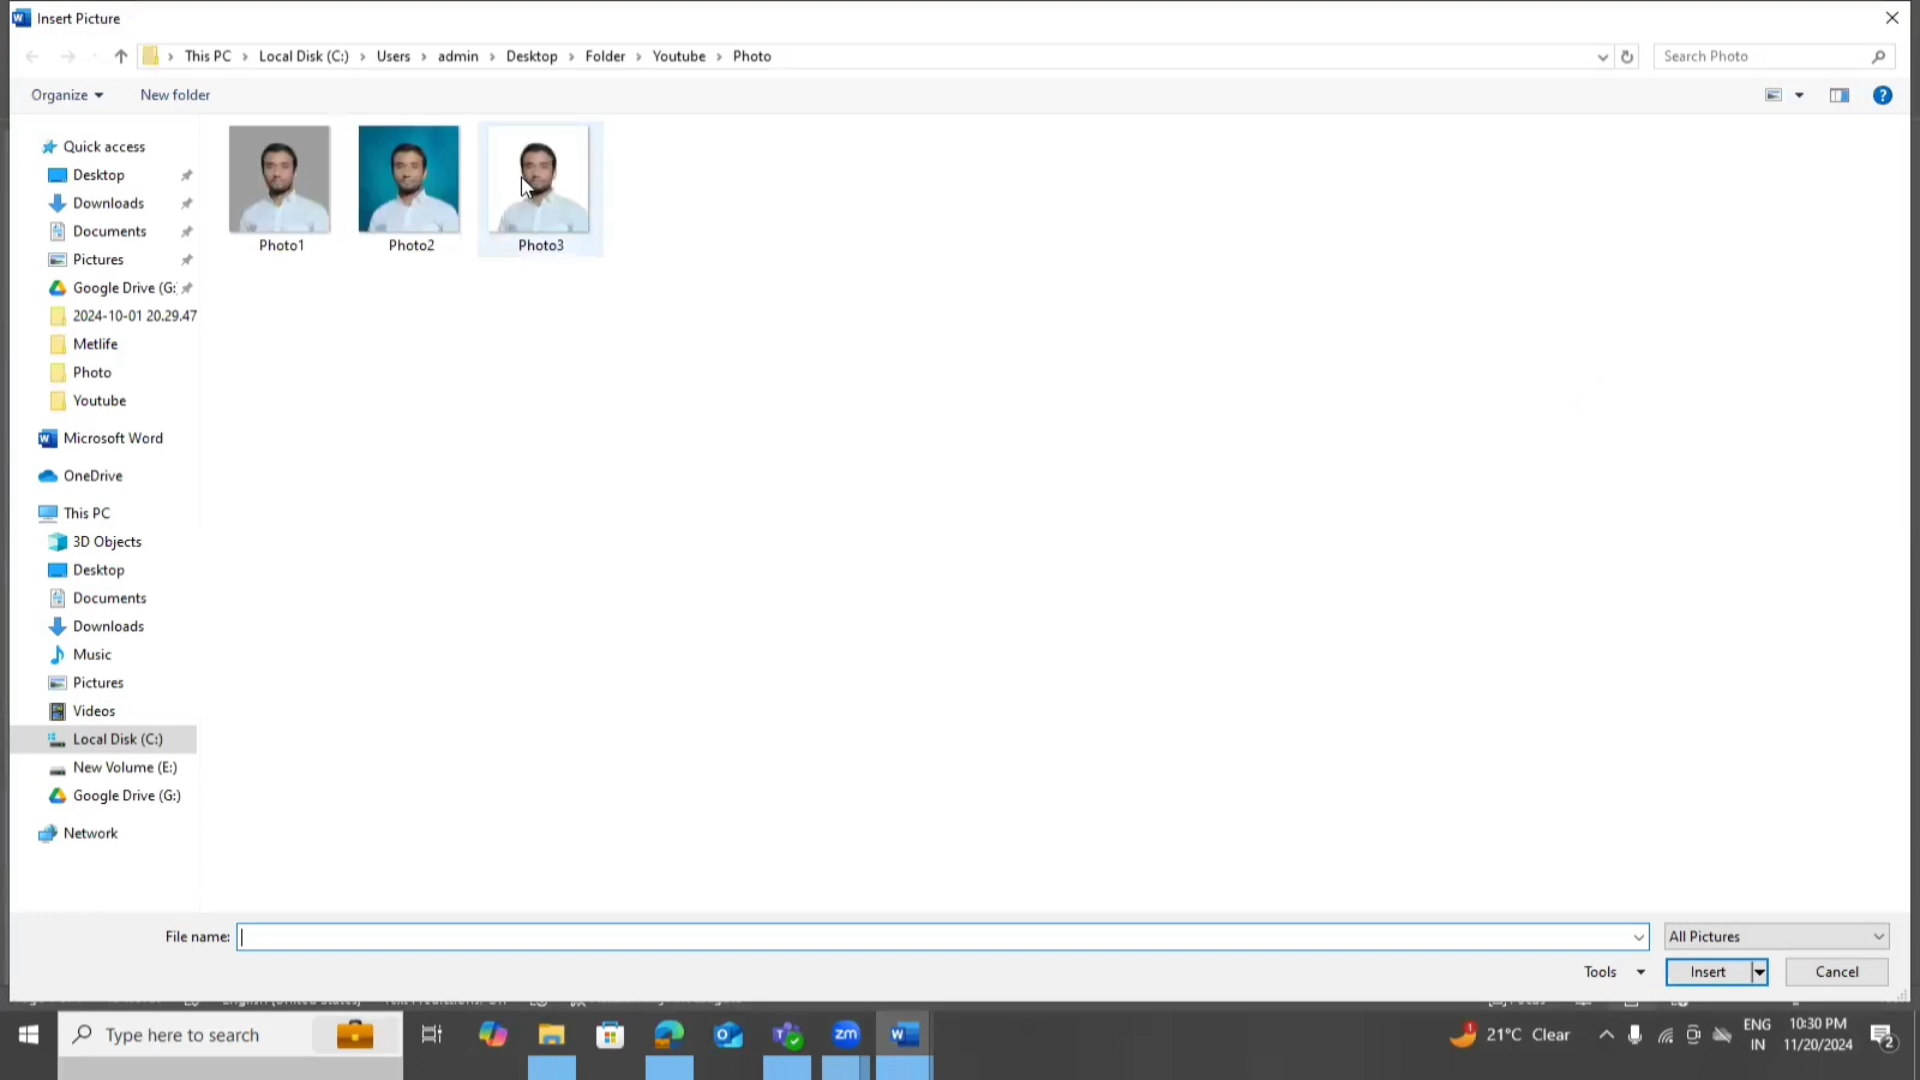 Insert Picture
This PC > Local Disk (C:) > Users > admin > Desktop > Folder > Youtube > Photo
Search Photo
Organize
New folder
Quick access
Desktop
Downloads
Documents
Pictures
Google Drive (G:
2024-10-01 20.29.47
Metlife
Photo
Youtube
Microsoft Word
OneDrive
This PC
3D Objects
Desktop
Documents
Downloads
Music
Pictures
Videos
Local Disk (C:)
New Volume (E:)
Google Drive (G:)
Network
Photo1
Photo2
Photo3
File name:
All Pictures
Tools
Insert
Cancel
Type here to search
zm
21°C Clear
ENG
IN
10:30 PM
11/20/2024
2